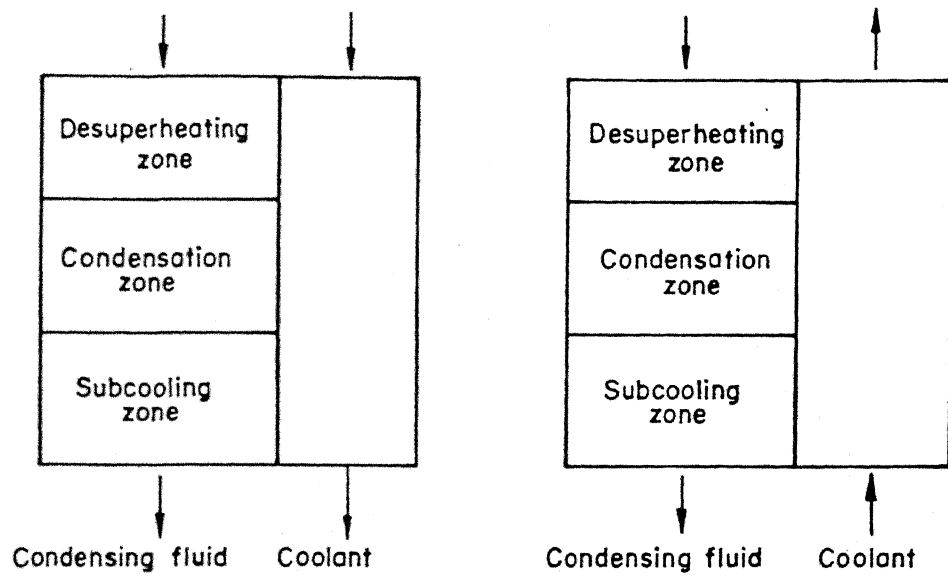 Desuperheating
zone
Condensation
zone
Subcooling
zone
Condensing fluid
Coolant
Desuperheating
zone
Condensation
zone
Subcooling
zone
Condensing fluid
Coolant